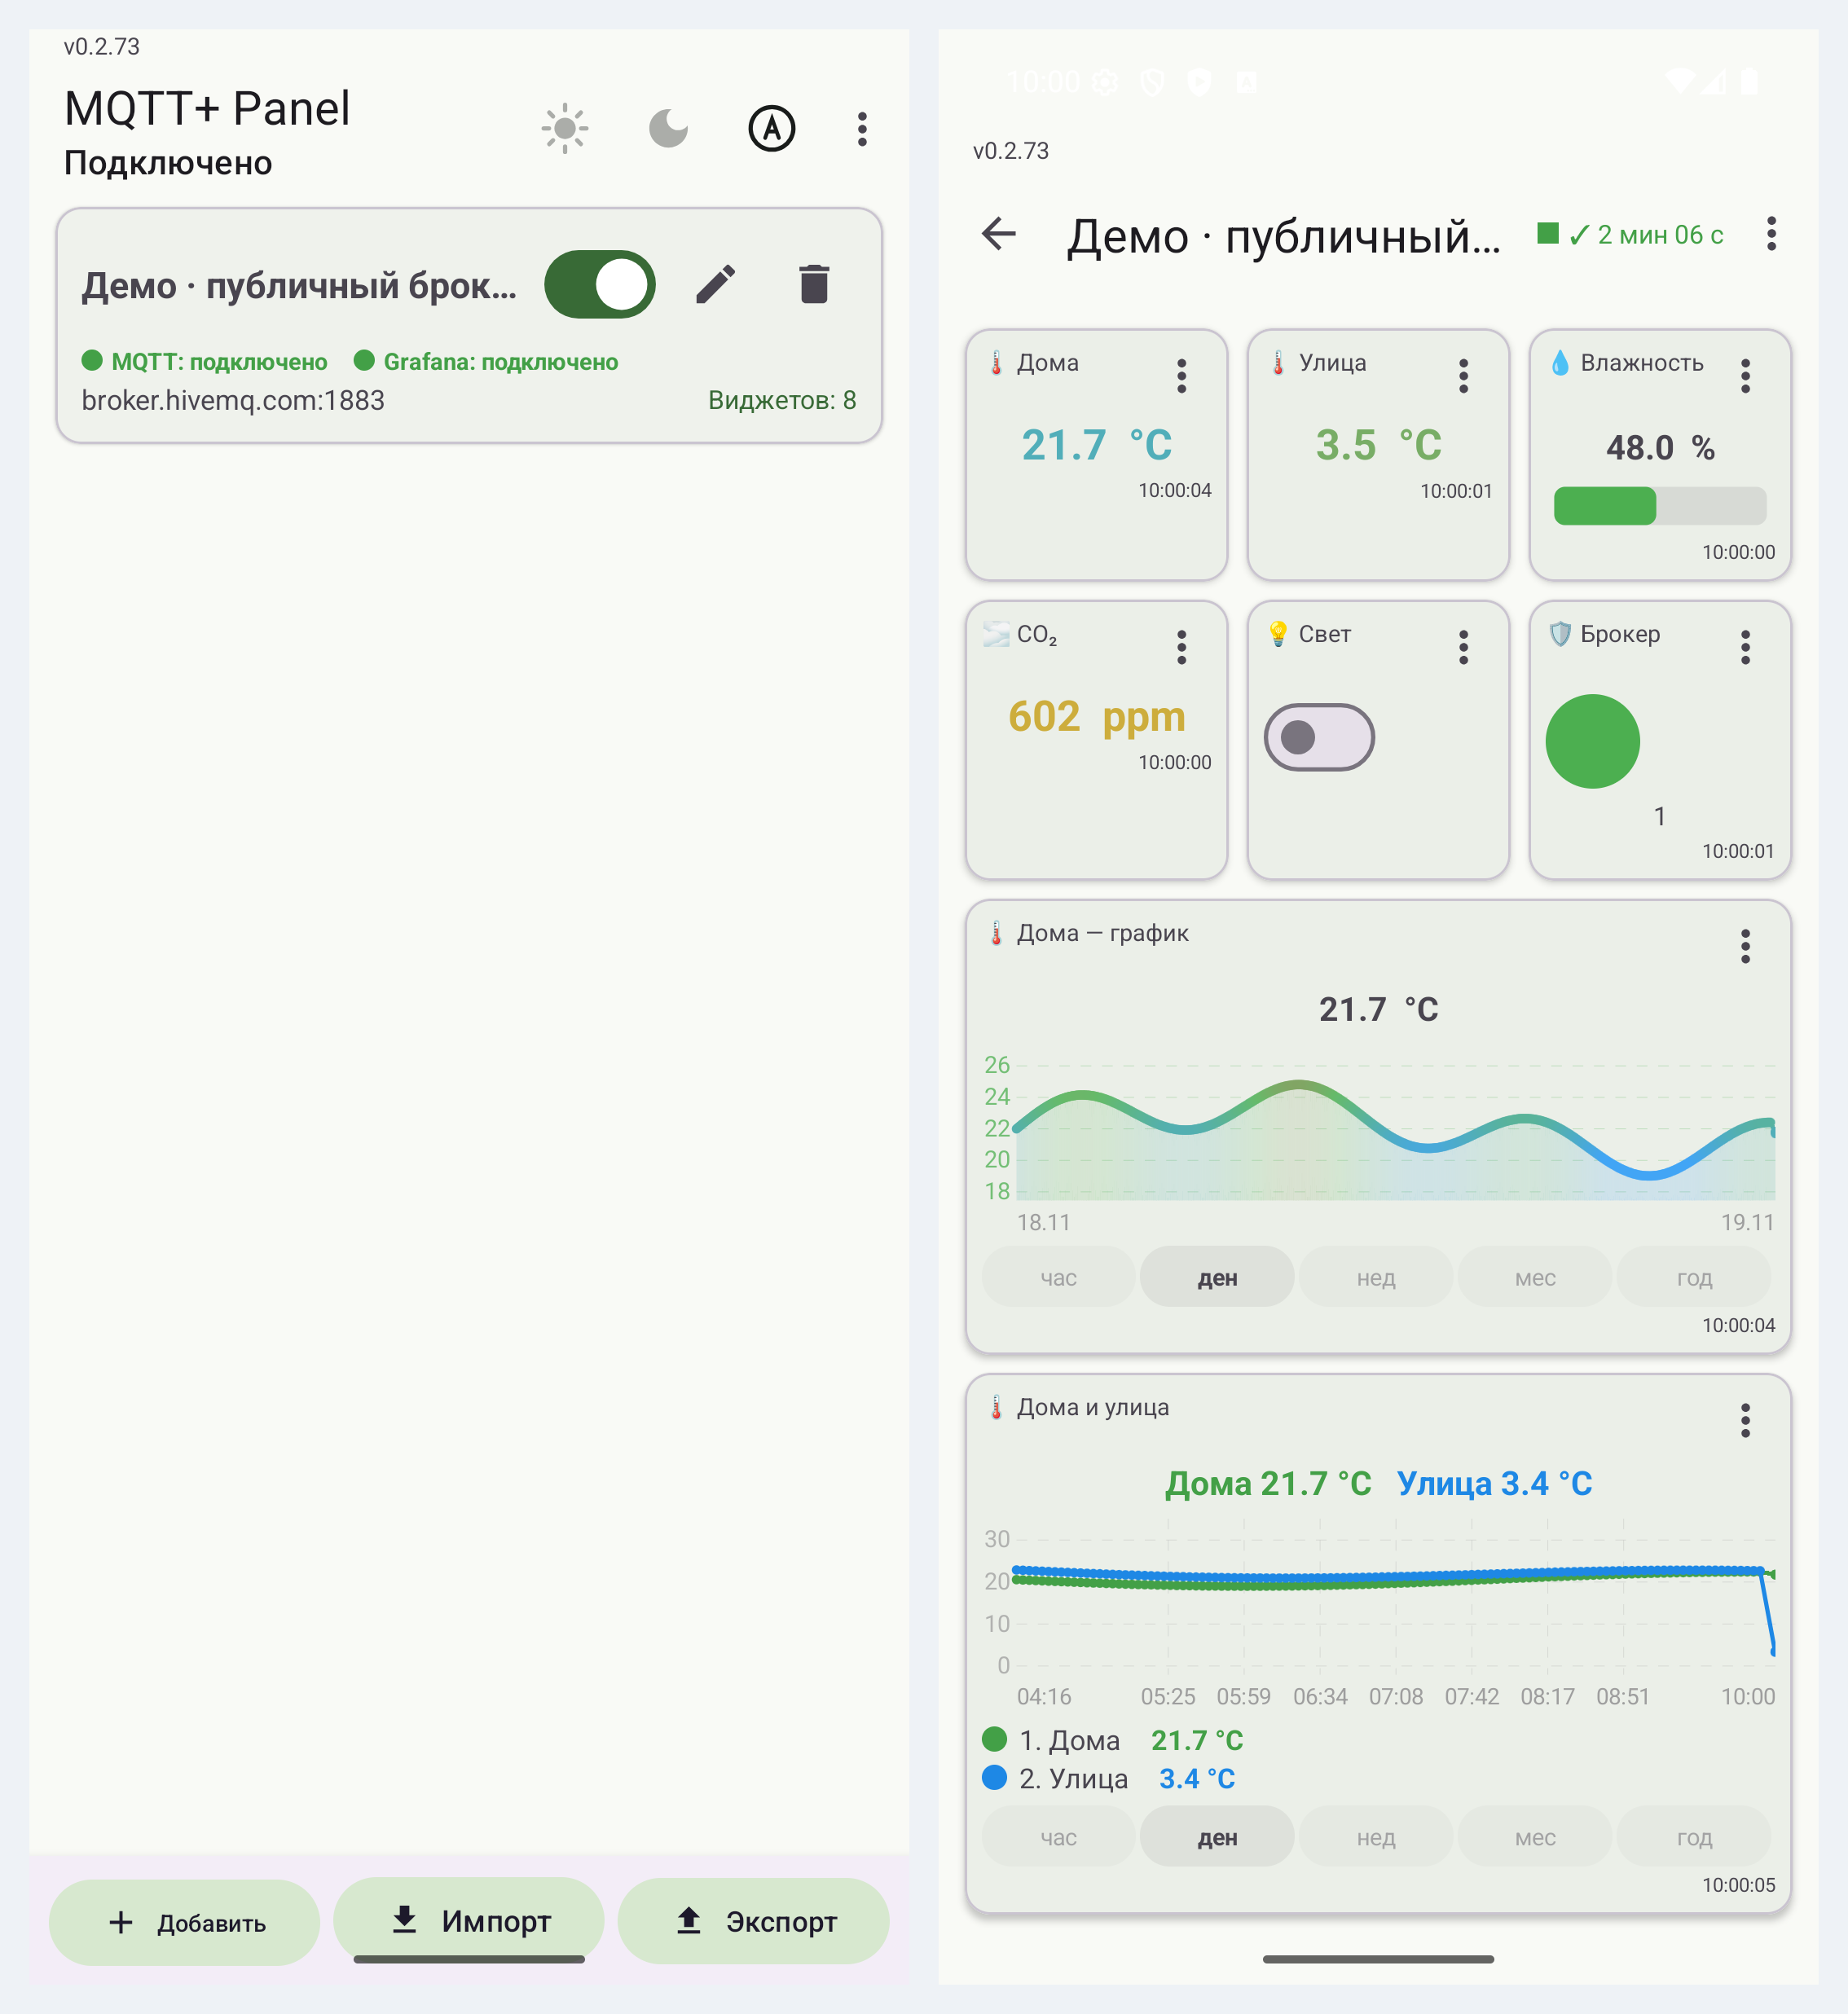 v0.2.73
MQTT+ Panel
Подключено
Демо · публичный брок...
MQTT: подключено Grafana: подключено
broker.hivemq.com:1883 Виджетов: 8
Добавить Импорт Экспорт
10:00
v0.2.73
Демо · публичный... ✓ 2 мин 06 с
Дома Улица Влажность
21.7 °C 3.5 °C 48.0 %
10:00:04 10:00:01 10:00:00
CO₂ Свет Брокер
602 ppm
10:00:00
1
10:00:01
Дома — график
21.7 °C
26
24
22
20
18
18.11 19.11
час ден нед мес год
10:00:04
Дома и улица
Дома 21.7 °C Улица 3.4 °C
30
20
10
0
04:16 05:25 05:59 06:34 07:08 07:42 08:17 08:51 10:00
1. Дома 21.7 °C
2. Улица 3.4 °C
час ден нед мес год
10:00:05